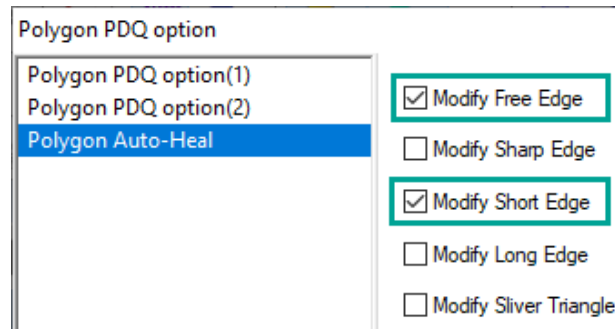 Polygon PDQ option
Polygon PDQ option(1)
Polygon PDQ option(2)
Polygon Auto-Heal
Modify Free Edge
Modify Sharp Edge
Modify Short Edge
Modify Long Edge
Modify Sliver Triangle